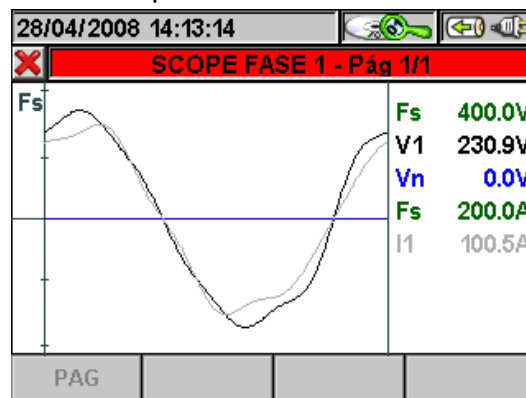 28/04/2008 14:13:14
SCOPE FASE 1 - Pág 1/1
Fs
Fs 400.0V
V1 230.9V
Vn 0.0V
Fs 200.0A
I1 100.5A
PAG